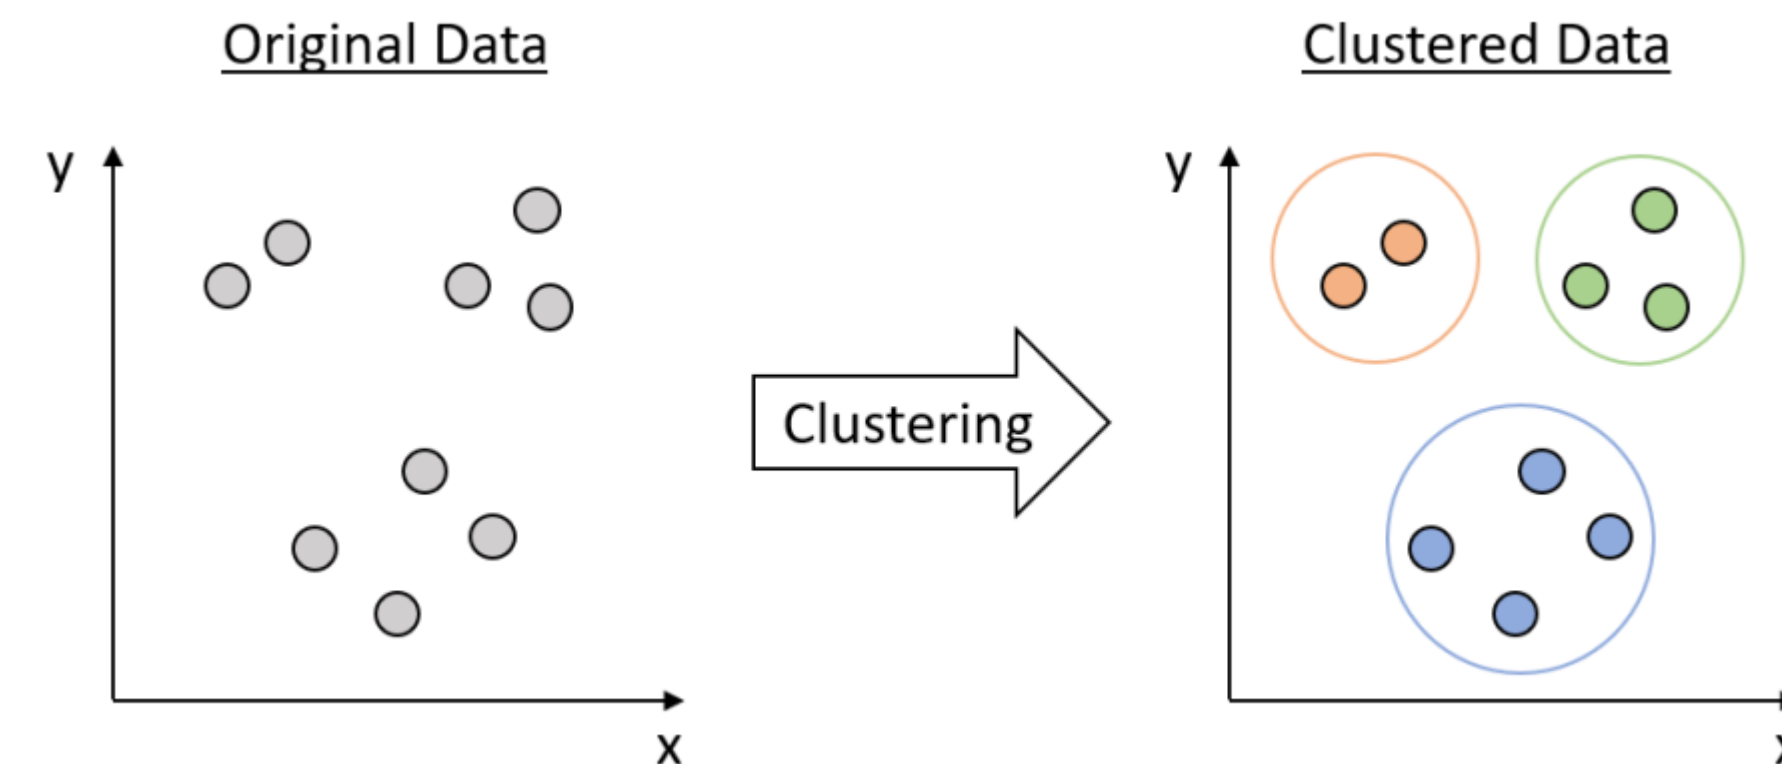 Original Data
Clustered Data
y
y
Clustering
x